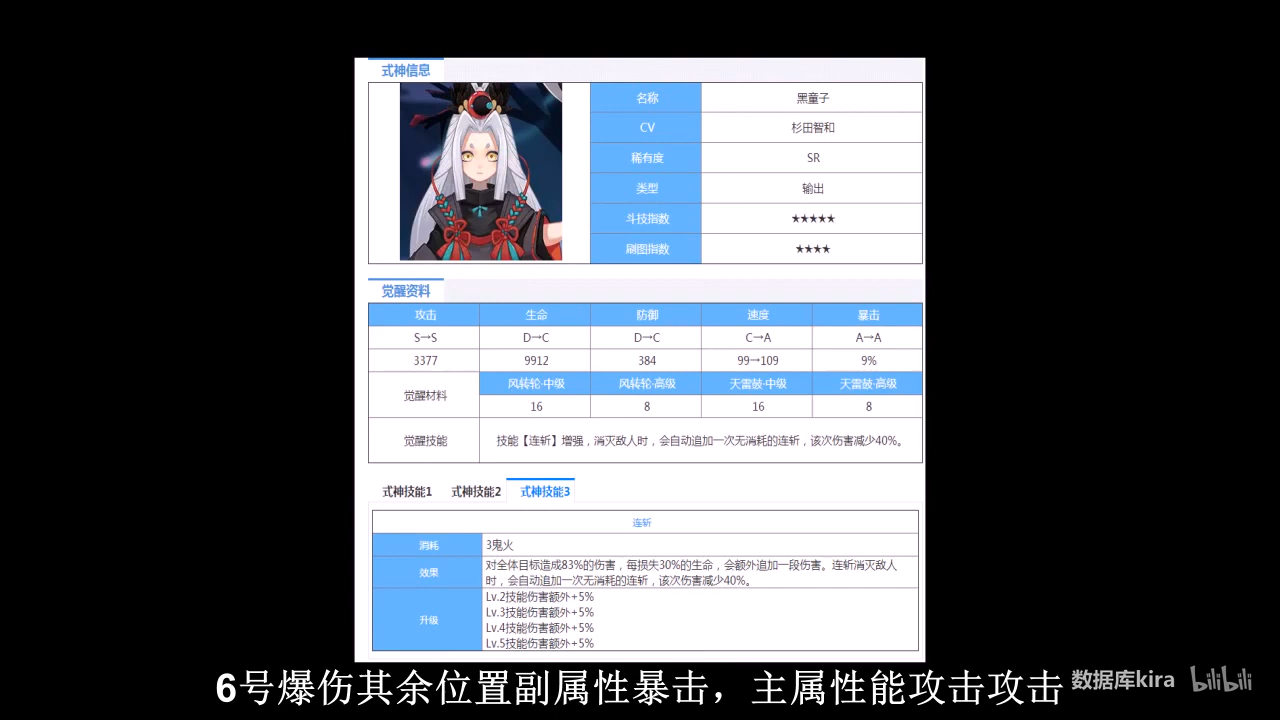 式神信息
名称 黑童子
CV 杉田智和
稀有度 SR
类型 输出
斗技指数 ★★★★★
刷图指数 ★★★★
觉醒资料
攻击 生命 防御 速度 暴击
S→S D→C D→C C→A A→A
3377 9912 384 99→109 9%
觉醒材料 风转轮·中级 风转轮·高级 天雷鼓·中级 天雷鼓·高级
16 8 16 8
觉醒技能 技能【连斩】增强，消灭敌人时，会自动追加一次无消耗的连斩，该次伤害减少40%。
式神技能1 式神技能2 式神技能3
连斩
消耗 3鬼火
效果 对全体目标造成83%的伤害，每损失30%的生命，会额外追加一段伤害。连斩消灭敌人
时，会自动追加一次无消耗的连斩，该次伤害减少40%。
升级 Lv.2技能伤害额外+5%
Lv.3技能伤害额外+5%
Lv.4技能伤害额外+5%
Lv.5技能伤害额外+5%
6号爆伤其余位置副属性暴击，主属性能攻击攻击
数据库kira bilibili